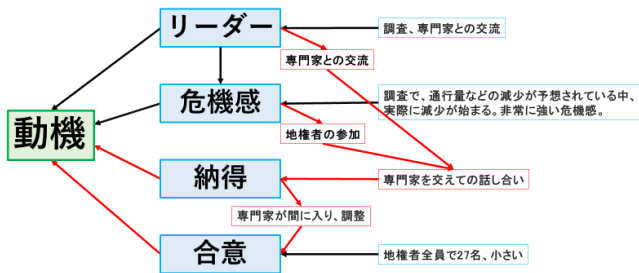 リーダー
調査、専門家との交流
専門家との交流
危機感
調査で、通行量などの減少が予想されている中、
実際に減少が始まる。非常に強い危機感。
地権者の参加
動機
納得
専門家を交えての話し合い
専門家が間に入り、調整
合意
地権者全員で27名、小さい